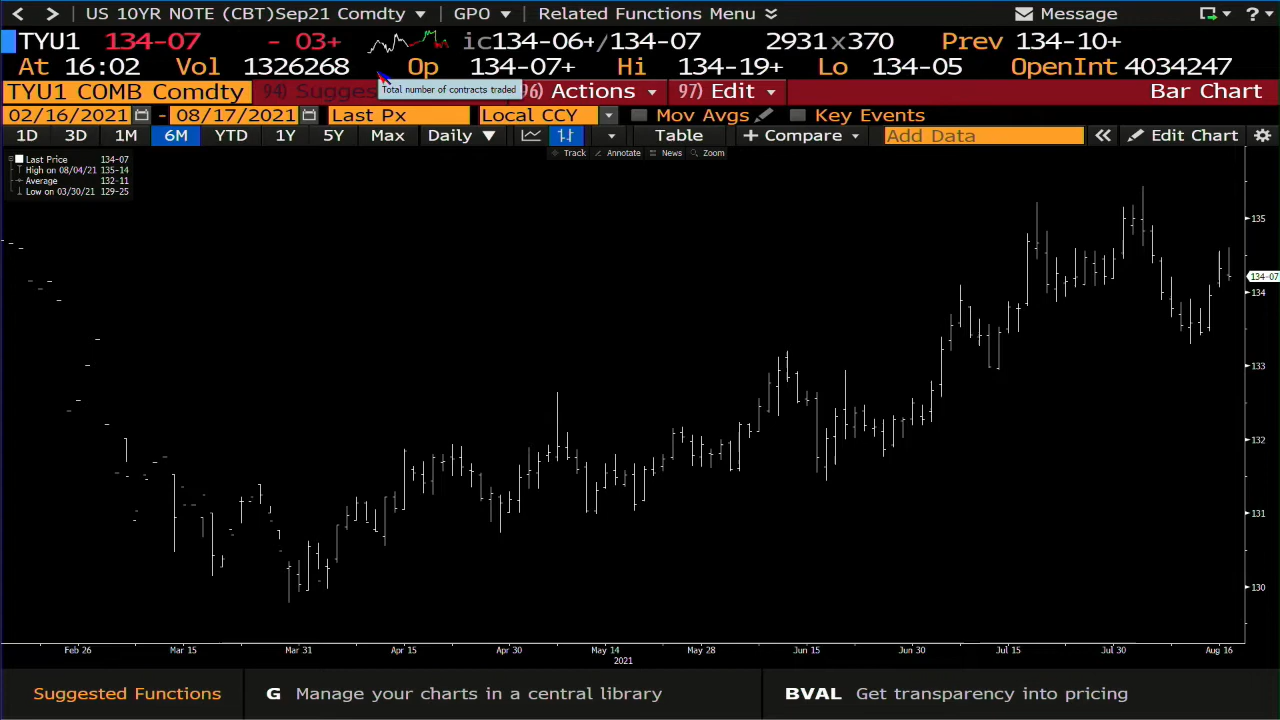 US 10YR NOTE (CBT)Sep21 Comdty GPO Related Functions Menu Message ?
TYU1 134-07 - 03+ ic134-06+/134-07 2931x370 Prev 134-10+
At 16:02 Vol 1326268 Op 134-07+ Hi 134-19+ Lo 134-05 OpenInt 4034247
Total number of contracts traded
TYU1 COMB Comdty 94) Sugges 96) Actions 97) Edit Bar Chart
02/16/2021 - 08/17/2021 Last Px Local CCY Mov Avgs Key Events
1D 3D 1M 6M YTD 1Y 5Y Max Daily Table + Compare Add Data Edit Chart
Track Annotate News Zoom
Last Price 134-07
High on 08/04/21 135-14
Average 132-11
Low on 03/30/21 129-25
135
134-07
134
133
132
131
130
Feb 26 Mar 15 Mar 31 Apr 15 Apr 30 May 14 May 28 Jun 15 Jun 30 Jul 15 Jul 30 Aug 16
2021
Suggested Functions G Manage your charts in a central library BVAL Get transparency into pricing